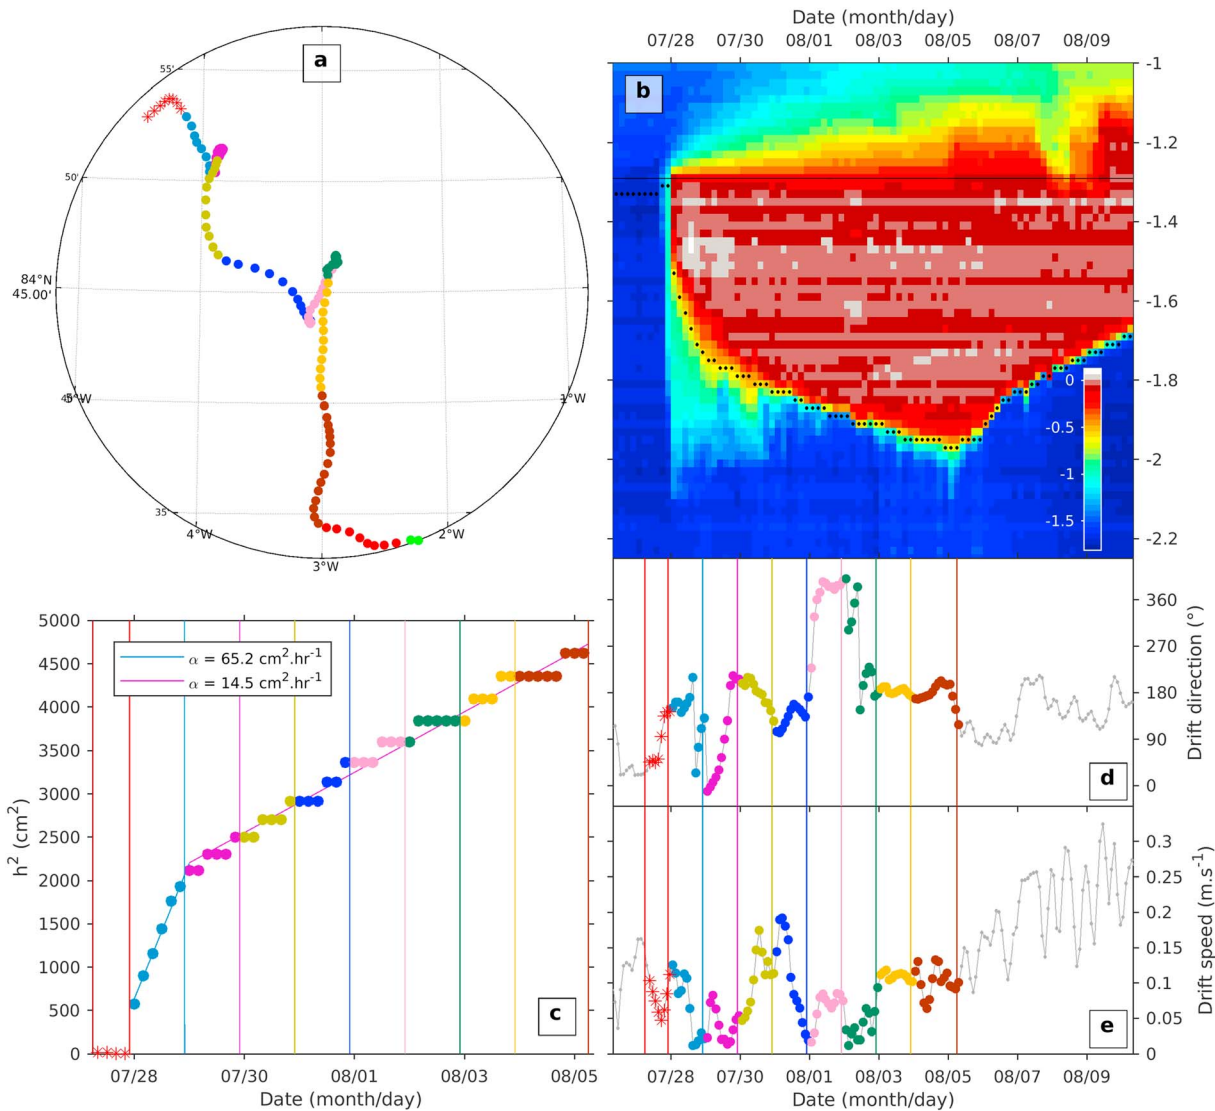 a
55'
50'
84°N
45.00'
1°W
35'
4°W
2°W
3°W
Date (month/day)
07/28 07/30 08/01 08/03 08/05 08/07 08/09
b
-1
-1.2
-1.4
-1.6
-1.8
-2
-2.2
0
-0.5
-1
-1.5
5000
4500
4000
3500
3000
2500
2000
1500
1000
500
0
h² (cm²)
α = 65.2 cm².hr⁻¹
α = 14.5 cm².hr⁻¹
c
07/28 07/30 08/01 08/03 08/05
Date (month/day)
360
270
180
90
0
Drift direction (°)
d
0.3
0.25
0.2
0.15
0.1
0.05
0
Drift speed (m.s⁻¹)
e
07/28 07/30 08/01 08/03 08/05 08/07 08/09
Date (month/day)